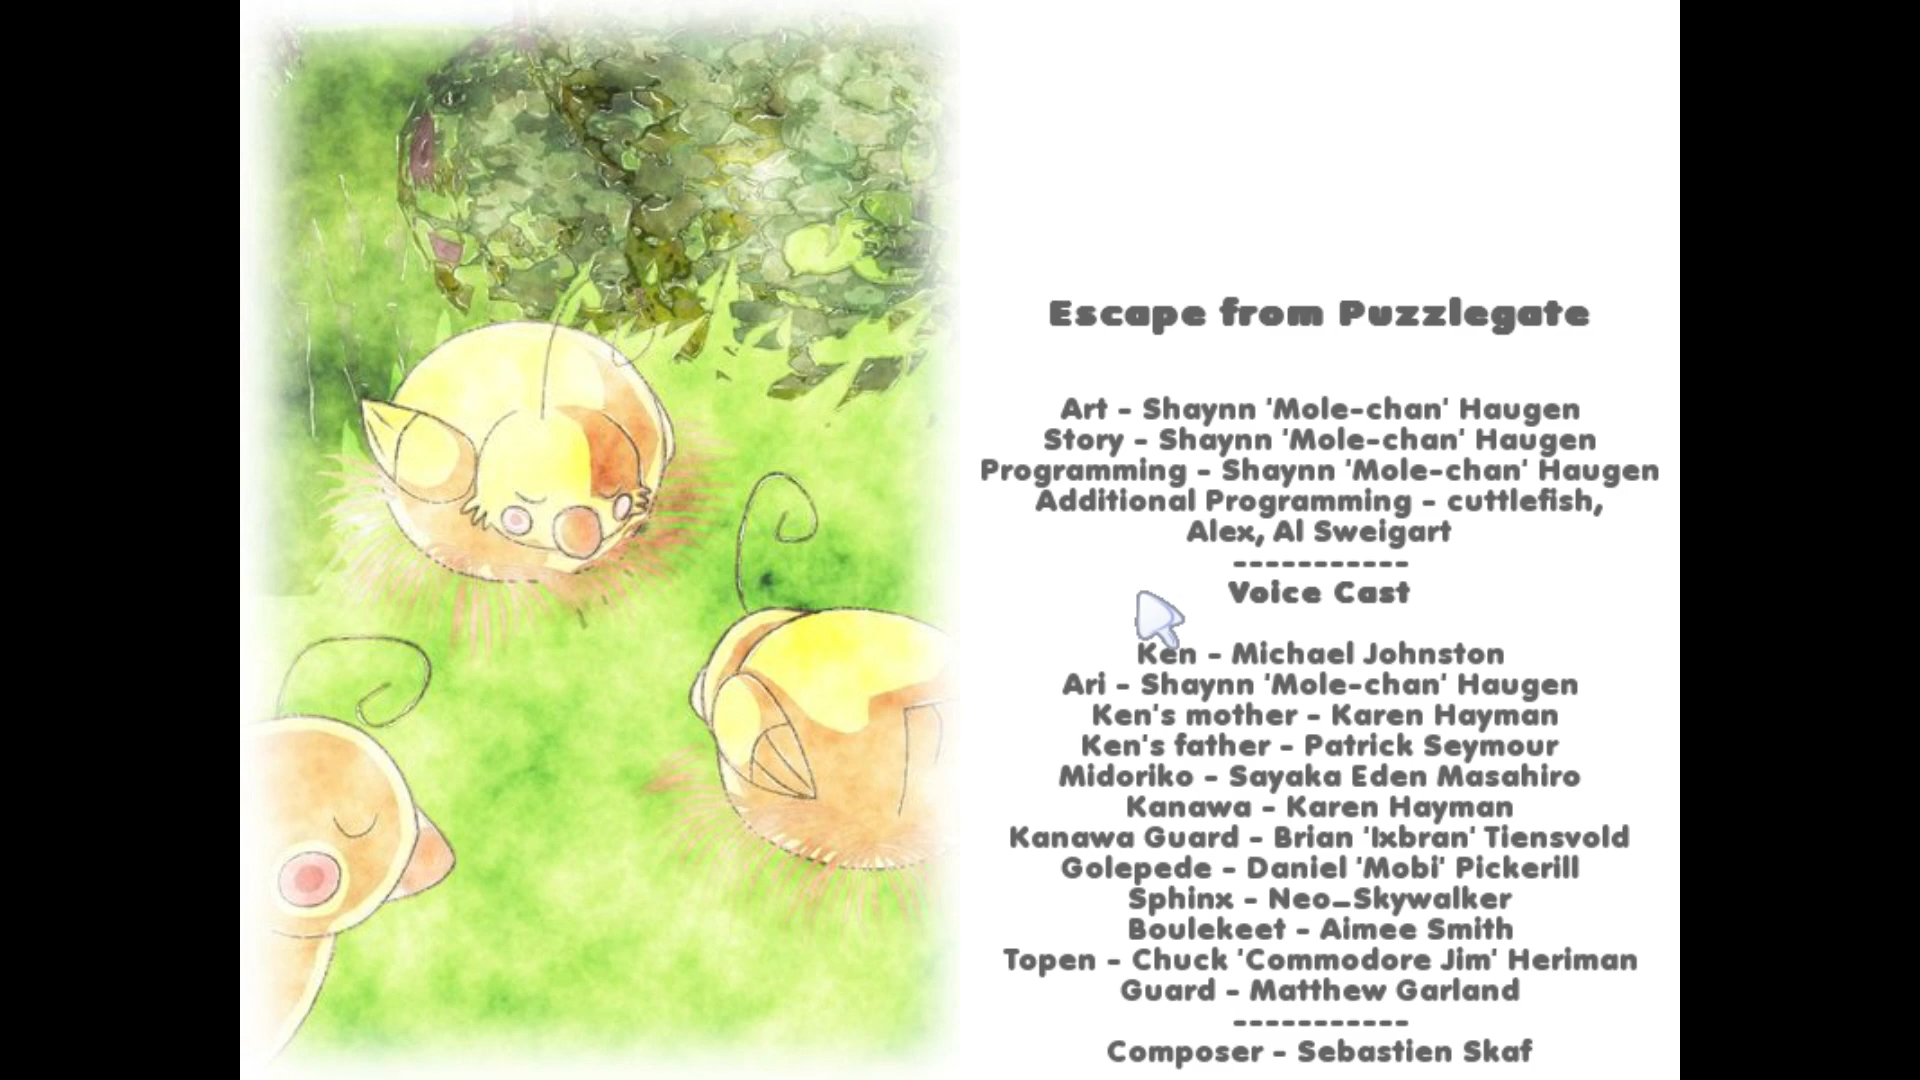 Escape from Puzzlegate
Art - Shaynn 'Mole-chan' Haugen
Story - Shaynn 'Mole-chan' Haugen
Programming - Shaynn 'Mole-chan' Haugen
Additional Programming - cuttlefish,
Alex, Al Sweigart
-----------
Voice Cast
Ken - Michael Johnston
Ari - Shaynn 'Mole-chan' Haugen
Ken's mother - Karen Hayman
Ken's father - Patrick Seymour
Midoriko - Sayaka Eden Masahiro
Kanawa - Karen Hayman
Kanawa Guard - Brian 'Ixbran' Tiensvold
Golepede - Daniel 'Mobi' Pickerill
Sphinx - Neo_Skywalker
Boulekeet - Aimee Smith
Topen - Chuck 'Commodore Jim' Heriman
Guard - Matthew Garland
-----------
Composer - Sebastien Skaf